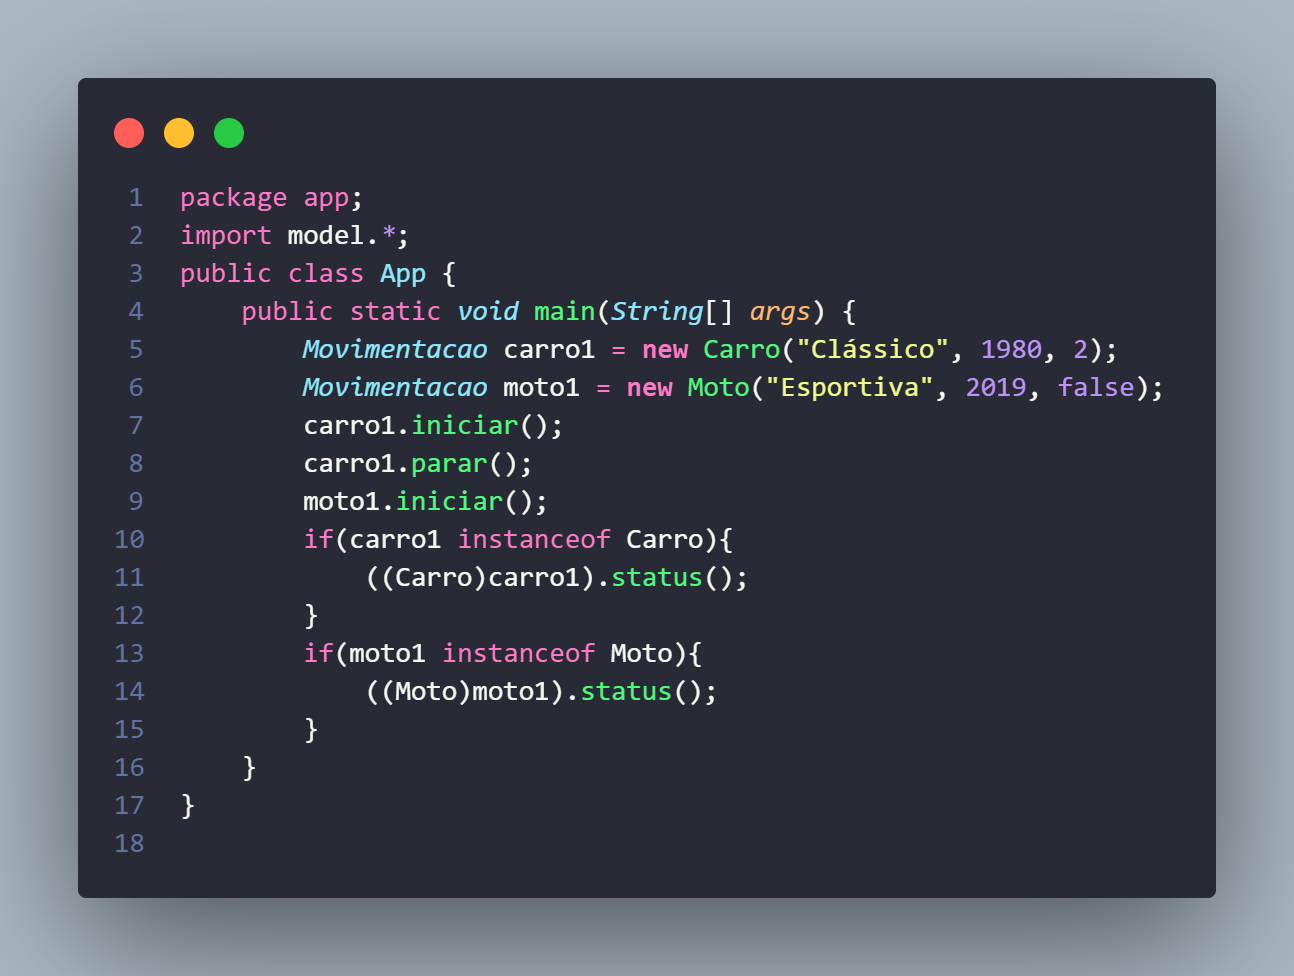 1 package app;
2 import model.*;
3 public class App {
4     public static void main(String[] args) {
5         Movimentacao carro1 = new Carro("Clássico", 1980, 2);
6         Movimentacao moto1 = new Moto("Esportiva", 2019, false);
7         carro1.iniciar();
8         carro1.parar();
9         moto1.iniciar();
10         if(carro1 instanceof Carro){
11             ((Carro)carro1).status();
12         }
13         if(moto1 instanceof Moto){
14             ((Moto)moto1).status();
15         }
16     }
17 }
18